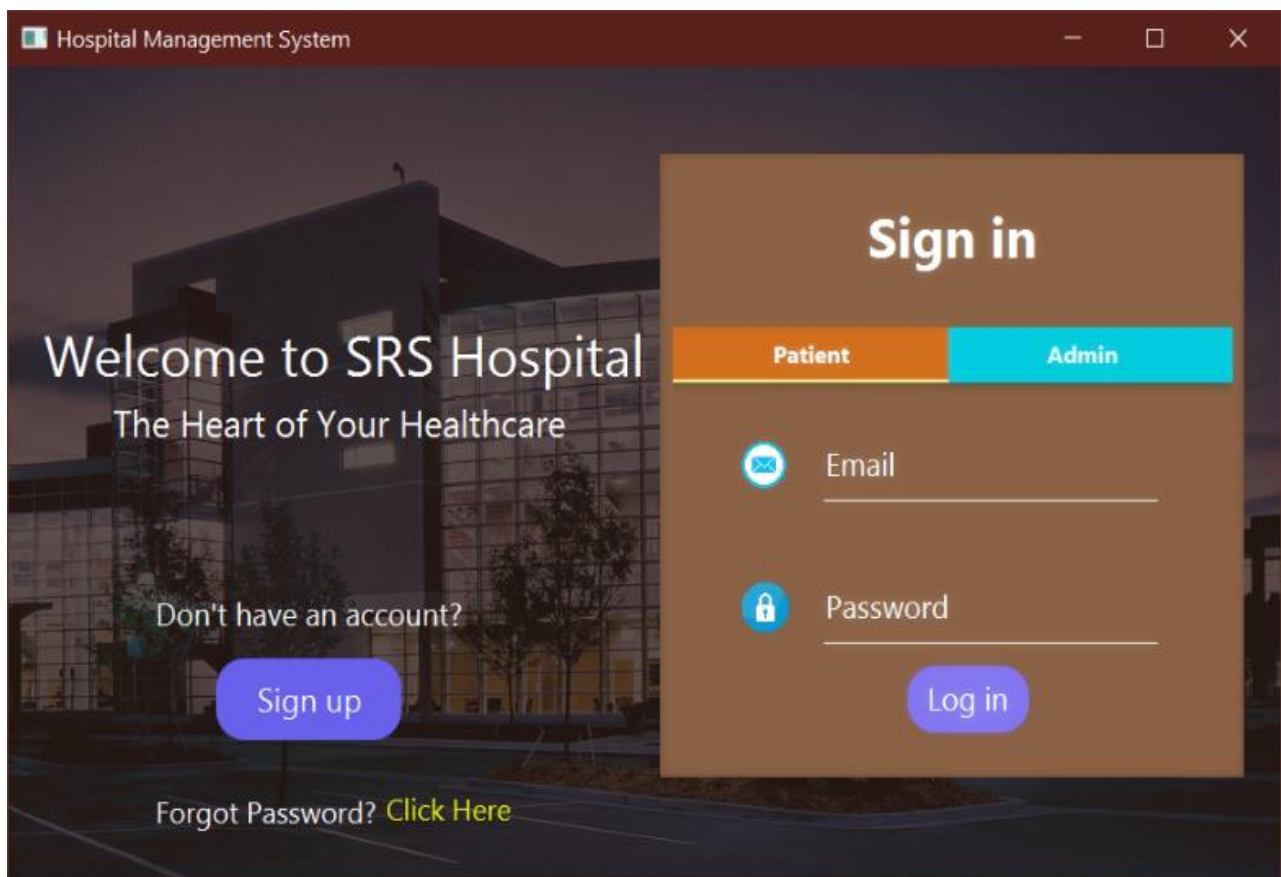 Hospital Management System
Welcome to SRS Hospital
The Heart of Your Healthcare
Don't have an account?
Sign up
Forgot Password? Click Here
Sign in
Patient Admin
Email
Password
Log in